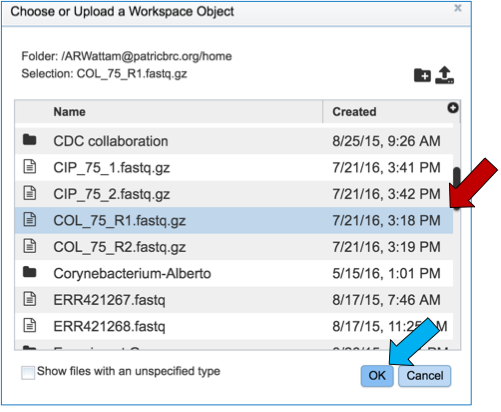 Choose or Upload a Workspace Object
x
Folder: /ARWattam@patricbrc.org/home
Selection: COL_75_R1.fastq.gz
Name Created
CDC collaboration 8/25/15, 9:26 AM
CIP_75_1.fastq.gz 7/21/16, 3:41 PM
CIP_75_2.fastq.gz 7/21/16, 3:42 PM
COL_75_R1.fastq.gz 7/21/16, 3:18 PM
COL_75_R2.fastq.gz 7/21/16, 3:19 PM
Corynebacterium-Alberto 5/15/16, 1:01 PM
ERR421267.fastq 8/17/15, 7:46 AM
ERR421268.fastq 8/17/15, 11:25 M
Show files with an unspecified type
OK Cancel